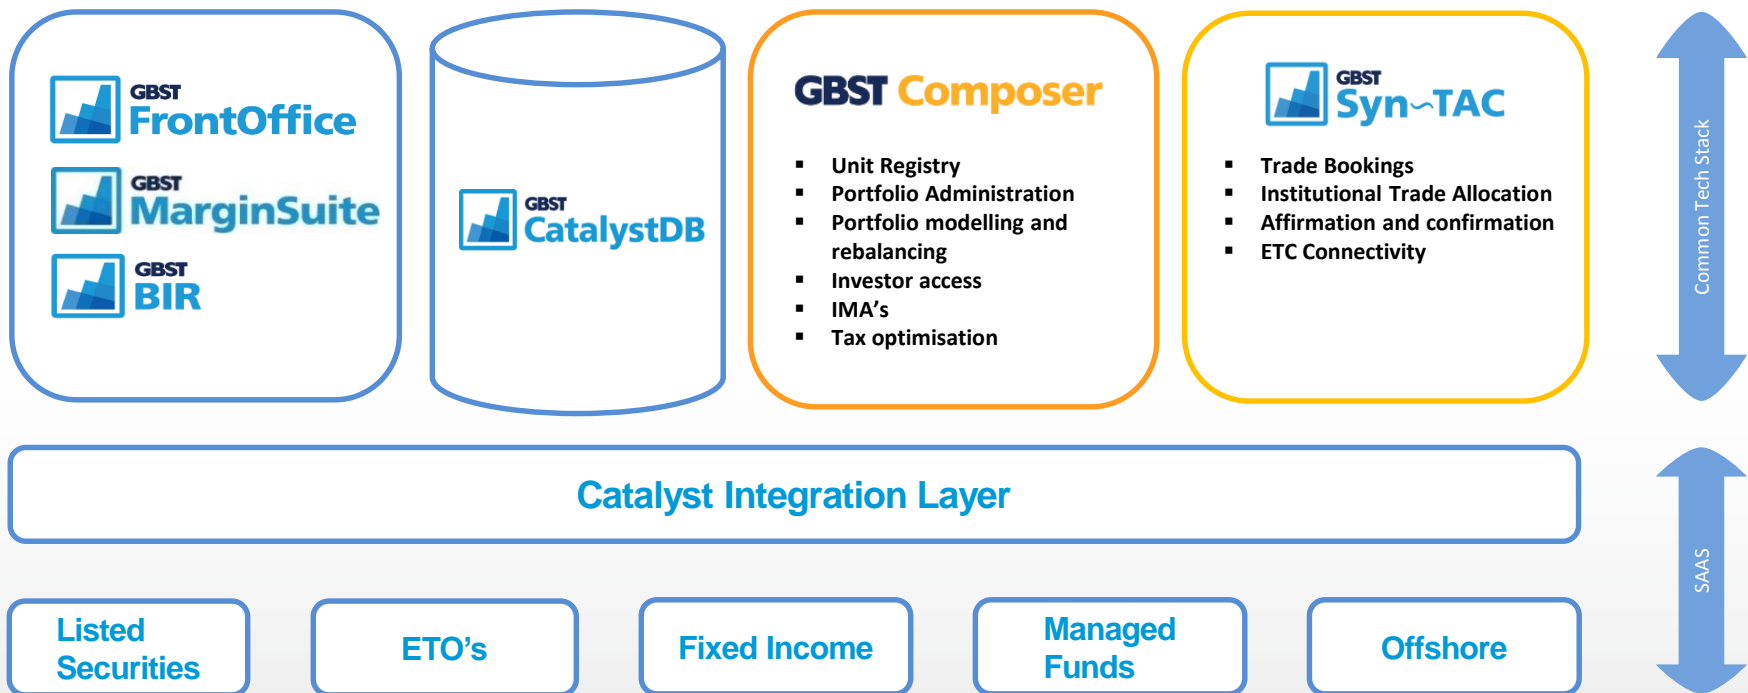 GBST
FrontOffice
GBST
MarginSuite
GBST
BIR
GBST
CatalystDB
GBST Composer
▪ Unit Registry
▪ Portfolio Administration
▪ Portfolio modelling and
rebalancing
▪ Investor access
▪ IMA’s
▪ Tax optimisation
GBST
Syn~TAC
▪ Trade Bookings
▪ Institutional Trade Allocation
▪ Affirmation and confirmation
▪ ETC Connectivity
Common Tech Stack
Catalyst Integration Layer
SAAS
Listed
Securities
ETO’s
Fixed Income
Managed
Funds
Offshore